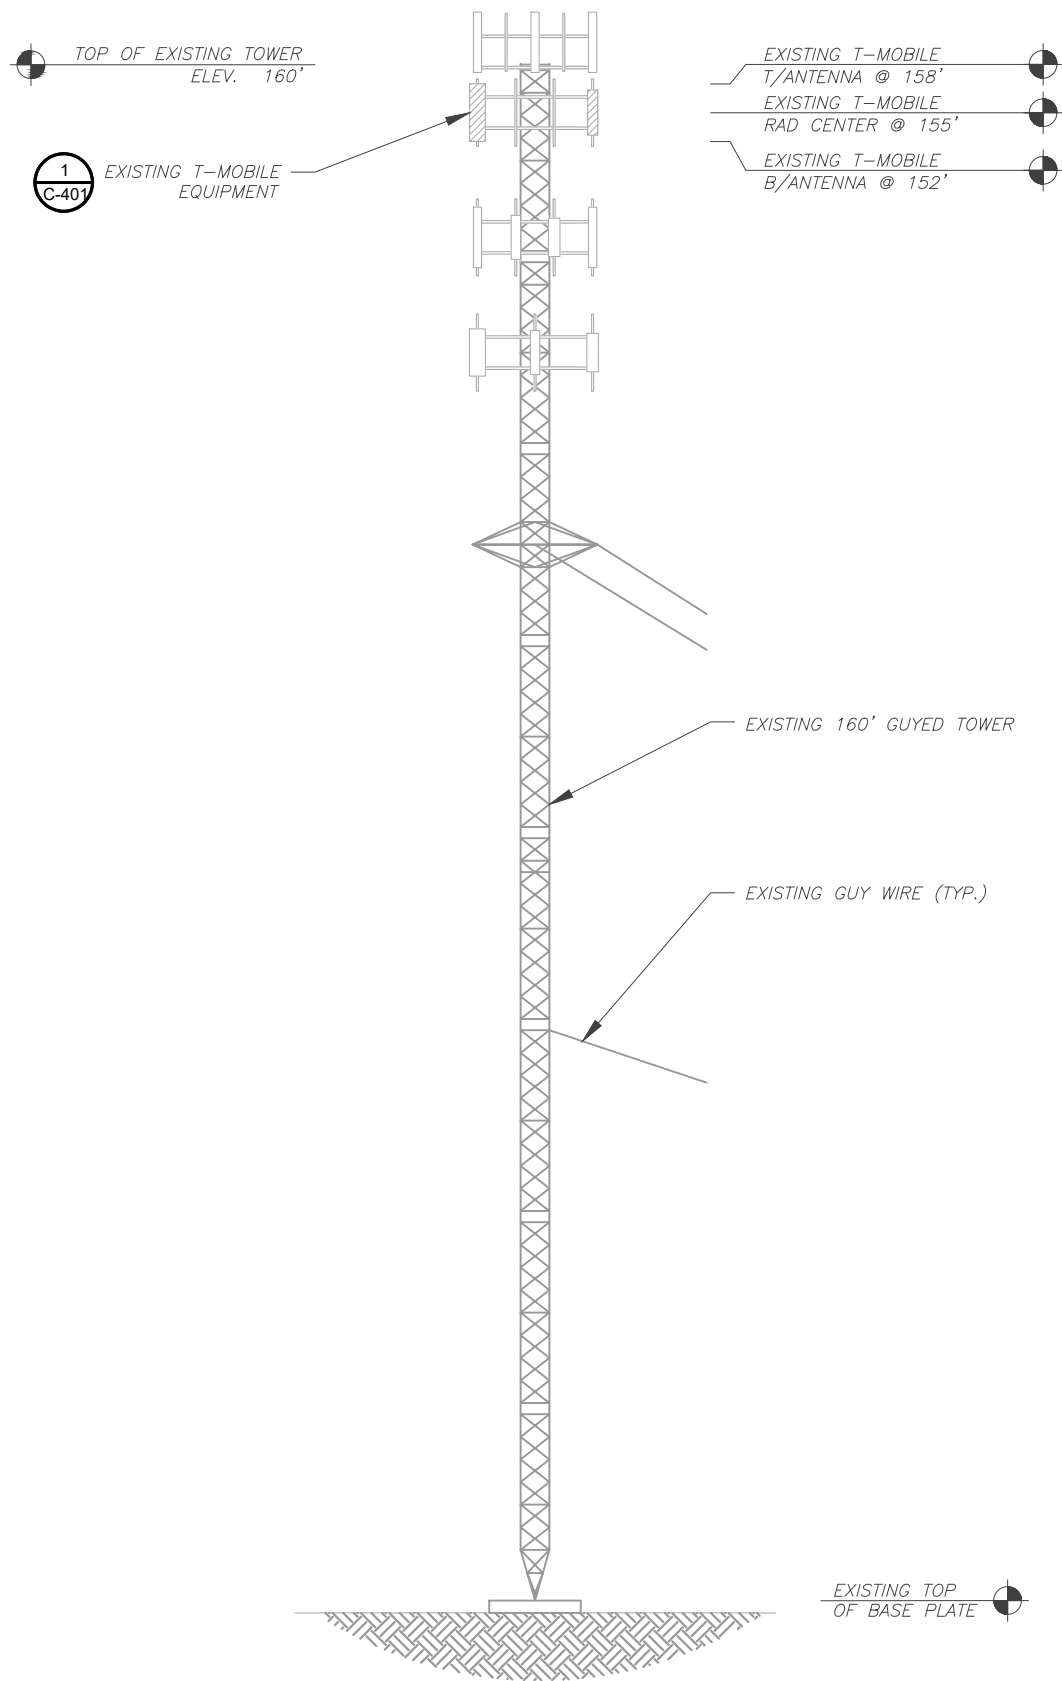 TOP OF EXISTING TOWER
ELEV. 160'
EXISTING T-MOBILE
T/ANTENNA @ 158'
EXISTING T-MOBILE
RAD CENTER @ 155'
EXISTING T-MOBILE
B/ANTENNA @ 152'
1
C-401
EXISTING T-MOBILE
EQUIPMENT
EXISTING 160' GUYED TOWER
EXISTING GUY WIRE (TYP.)
EXISTING TOP
OF BASE PLATE